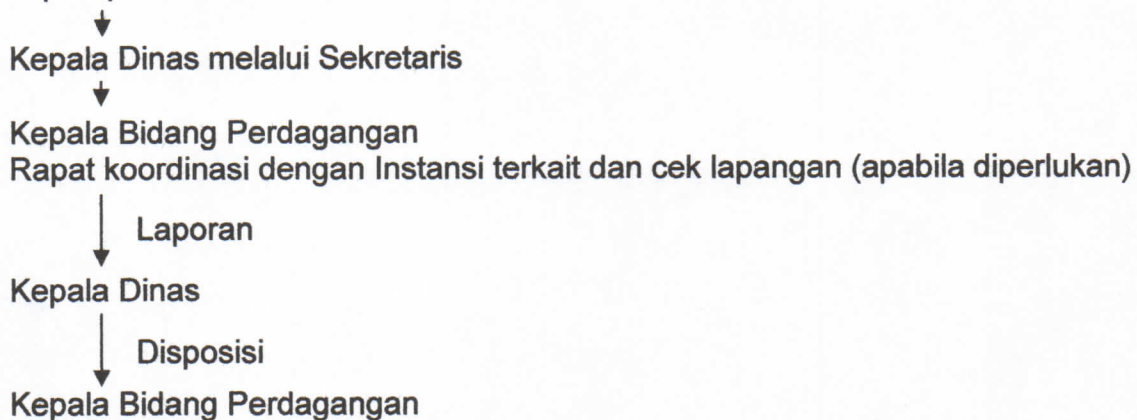 Kepala Dinas melalui Sekretaris
Kepala Bidang Perdagangan
Rapat koordinasi dengan Instansi terkait dan cek lapangan (apabila diperlukan)
Laporan
Kepala Dinas
Disposisi
Kepala Bidang Perdagangan